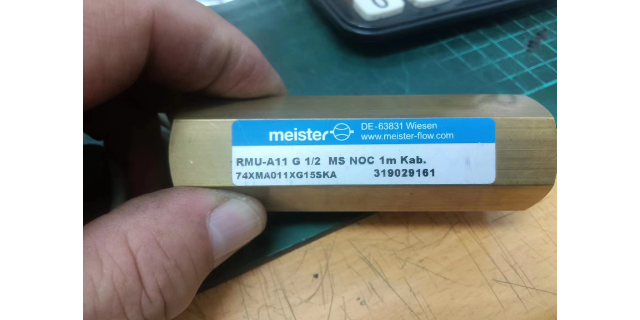 meister
DE-63831 Wiesen
www.meister-flow.com
RMU-A11 G 1/2 MS NOC 1m Kab.
74XMA011XG15SKA 319029161